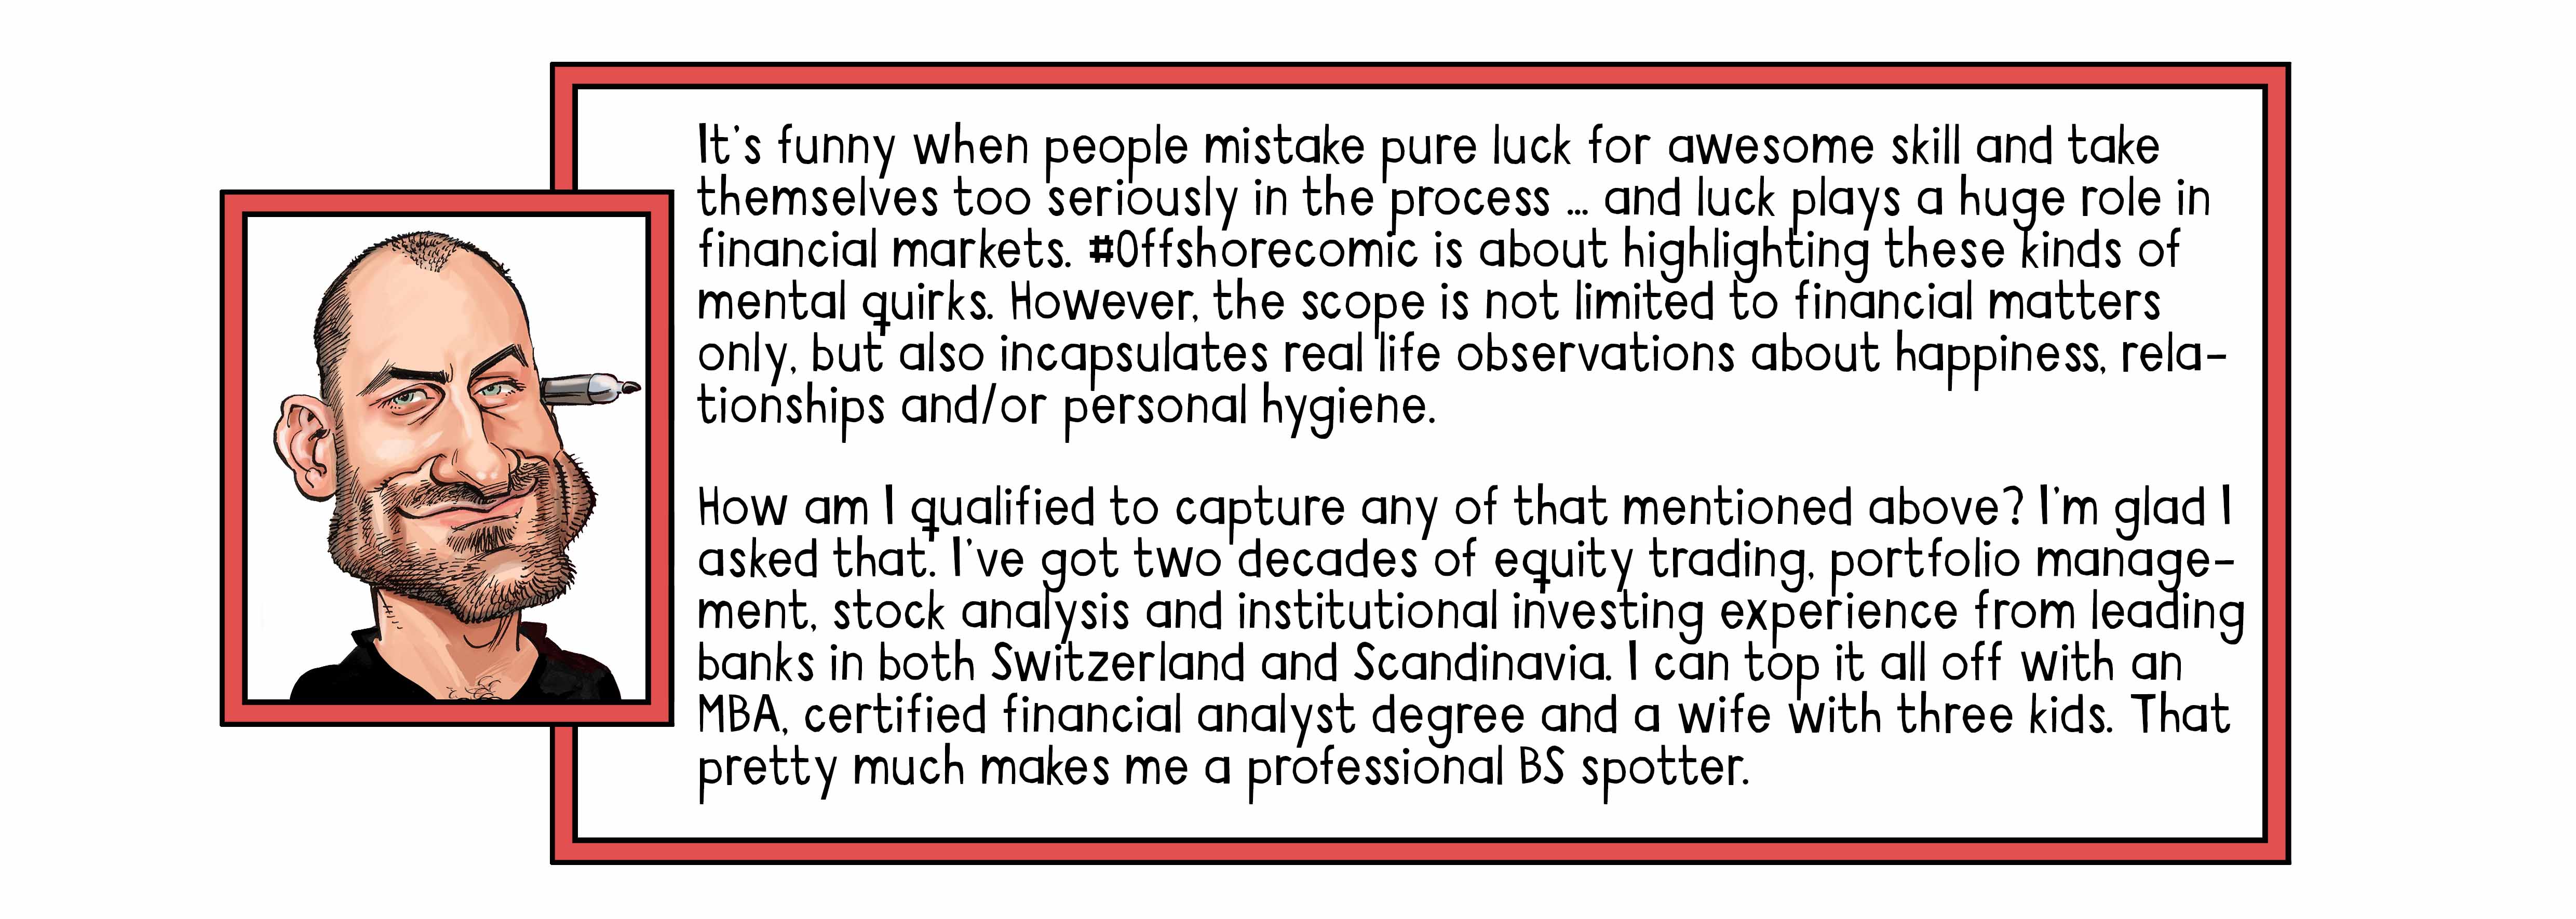 It's funny when people mistake pure luck for awesome skill and take
themselves too seriously in the process ... and luck plays a huge role in
financial markets. #Offshorecomic is about highlighting these kinds of
mental quirks. However, the scope is not limited to financial matters
only, but also incapsulates real life observations about happiness, rela-
tionships and/or personal hygiene.
How am I qualified to capture any of that mentioned above? I'm glad I
asked that. I've got two decades of equity trading, portfolio manage-
ment, stock analysis and institutional investing experience from leading
banks in both Switzerland and Scandinavia. I can top it all off with an
MBA, certified financial analyst degree and a wife with three kids. That
pretty much makes me a professional BS spotter.